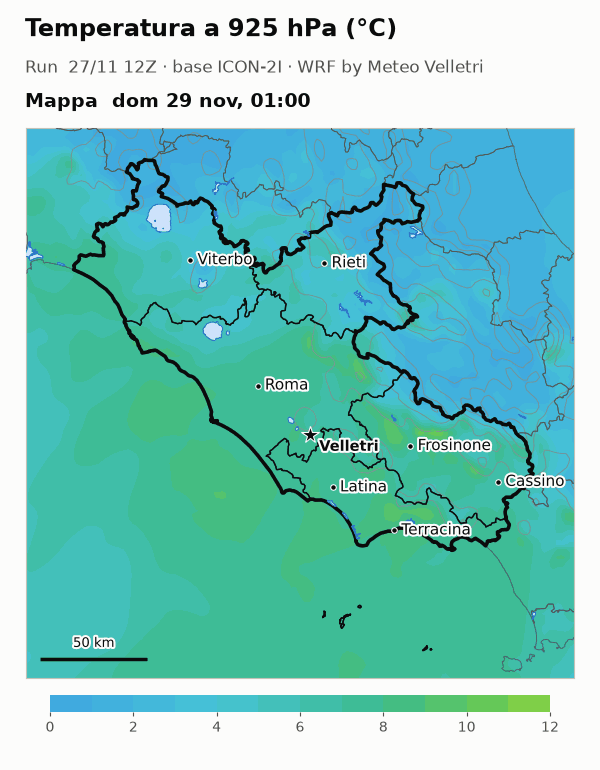 Temperatura a 925 hPa (°C)
Run  27/11 12Z · base ICON-2I · WRF by Meteo Velletri
Mappa  dom 29 nov, 01:00
Viterbo
Rieti
Roma
Velletri
Frosinone
Cassino
Latina
Terracina
50 km
0 2 4 6 8 10 12